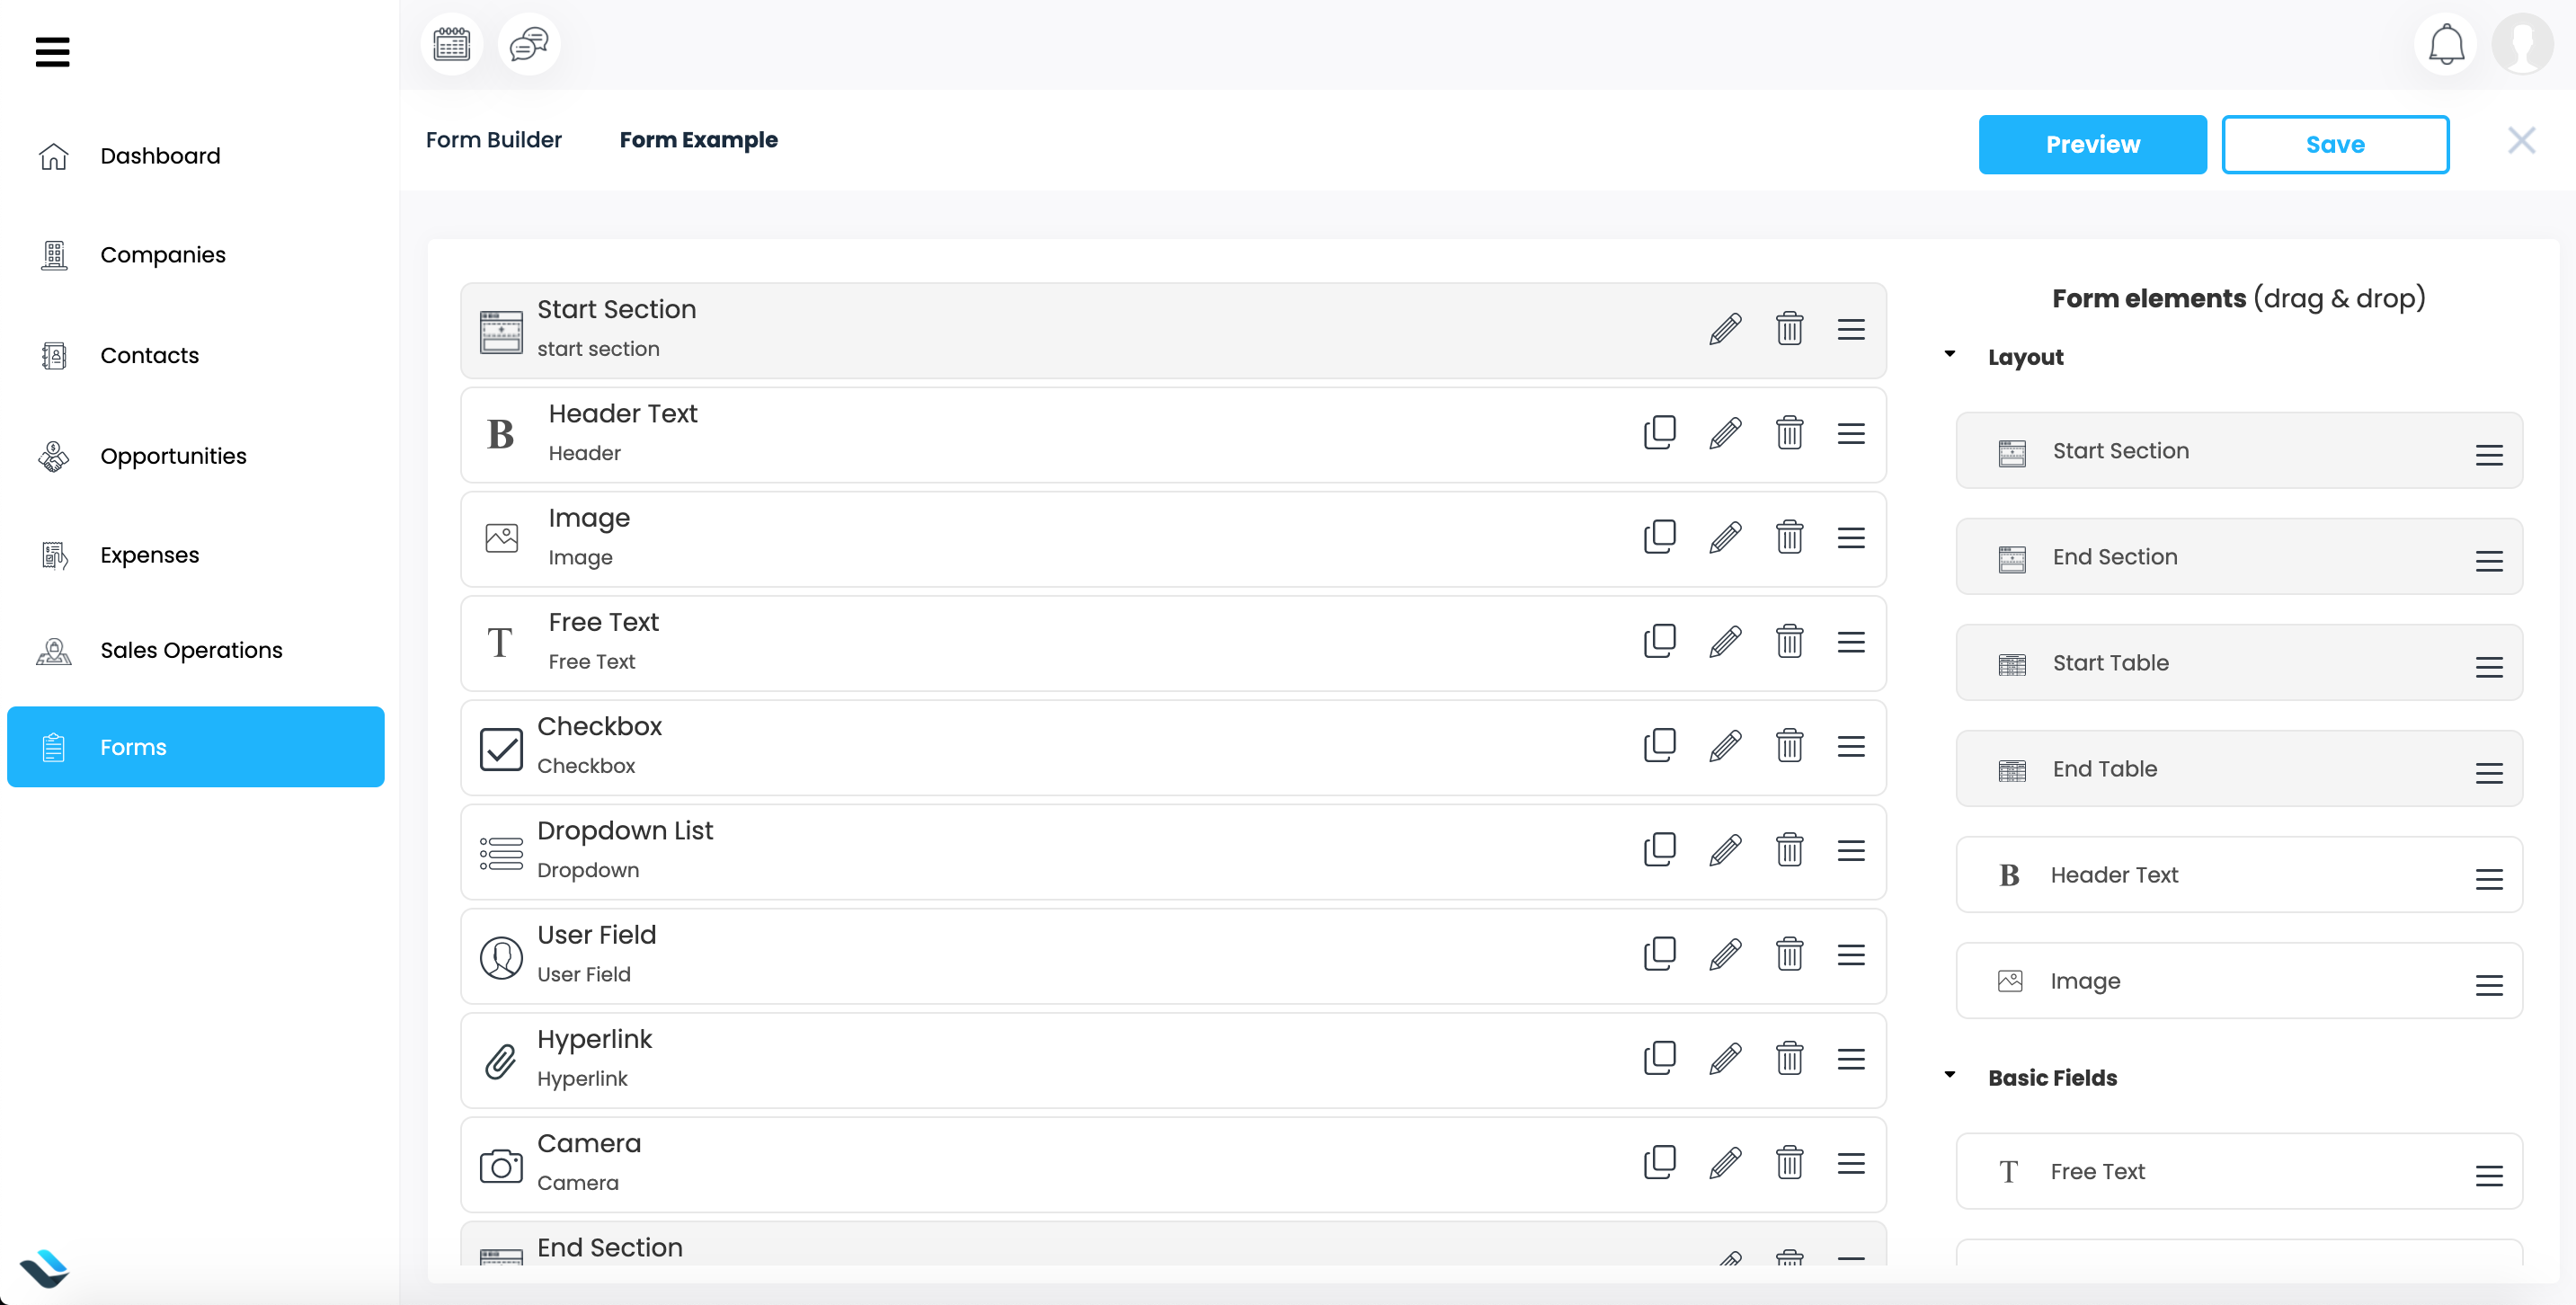 Form Builder
Form Example
Preview
Save
Dashboard
Companies
Contacts
Opportunities
Expenses
Sales Operations
Forms
Start Section
start section
B
Header Text
Header
Image
Image
T
Free Text
Free Text
Checkbox
Checkbox
Dropdown List
Dropdown
User Field
User Field
Hyperlink
Hyperlink
Camera
Camera
End Section
Form elements (drag & drop)
Layout
Start Section
End Section
Start Table
End Table
B
Header Text
Image
Basic Fields
T
Free Text